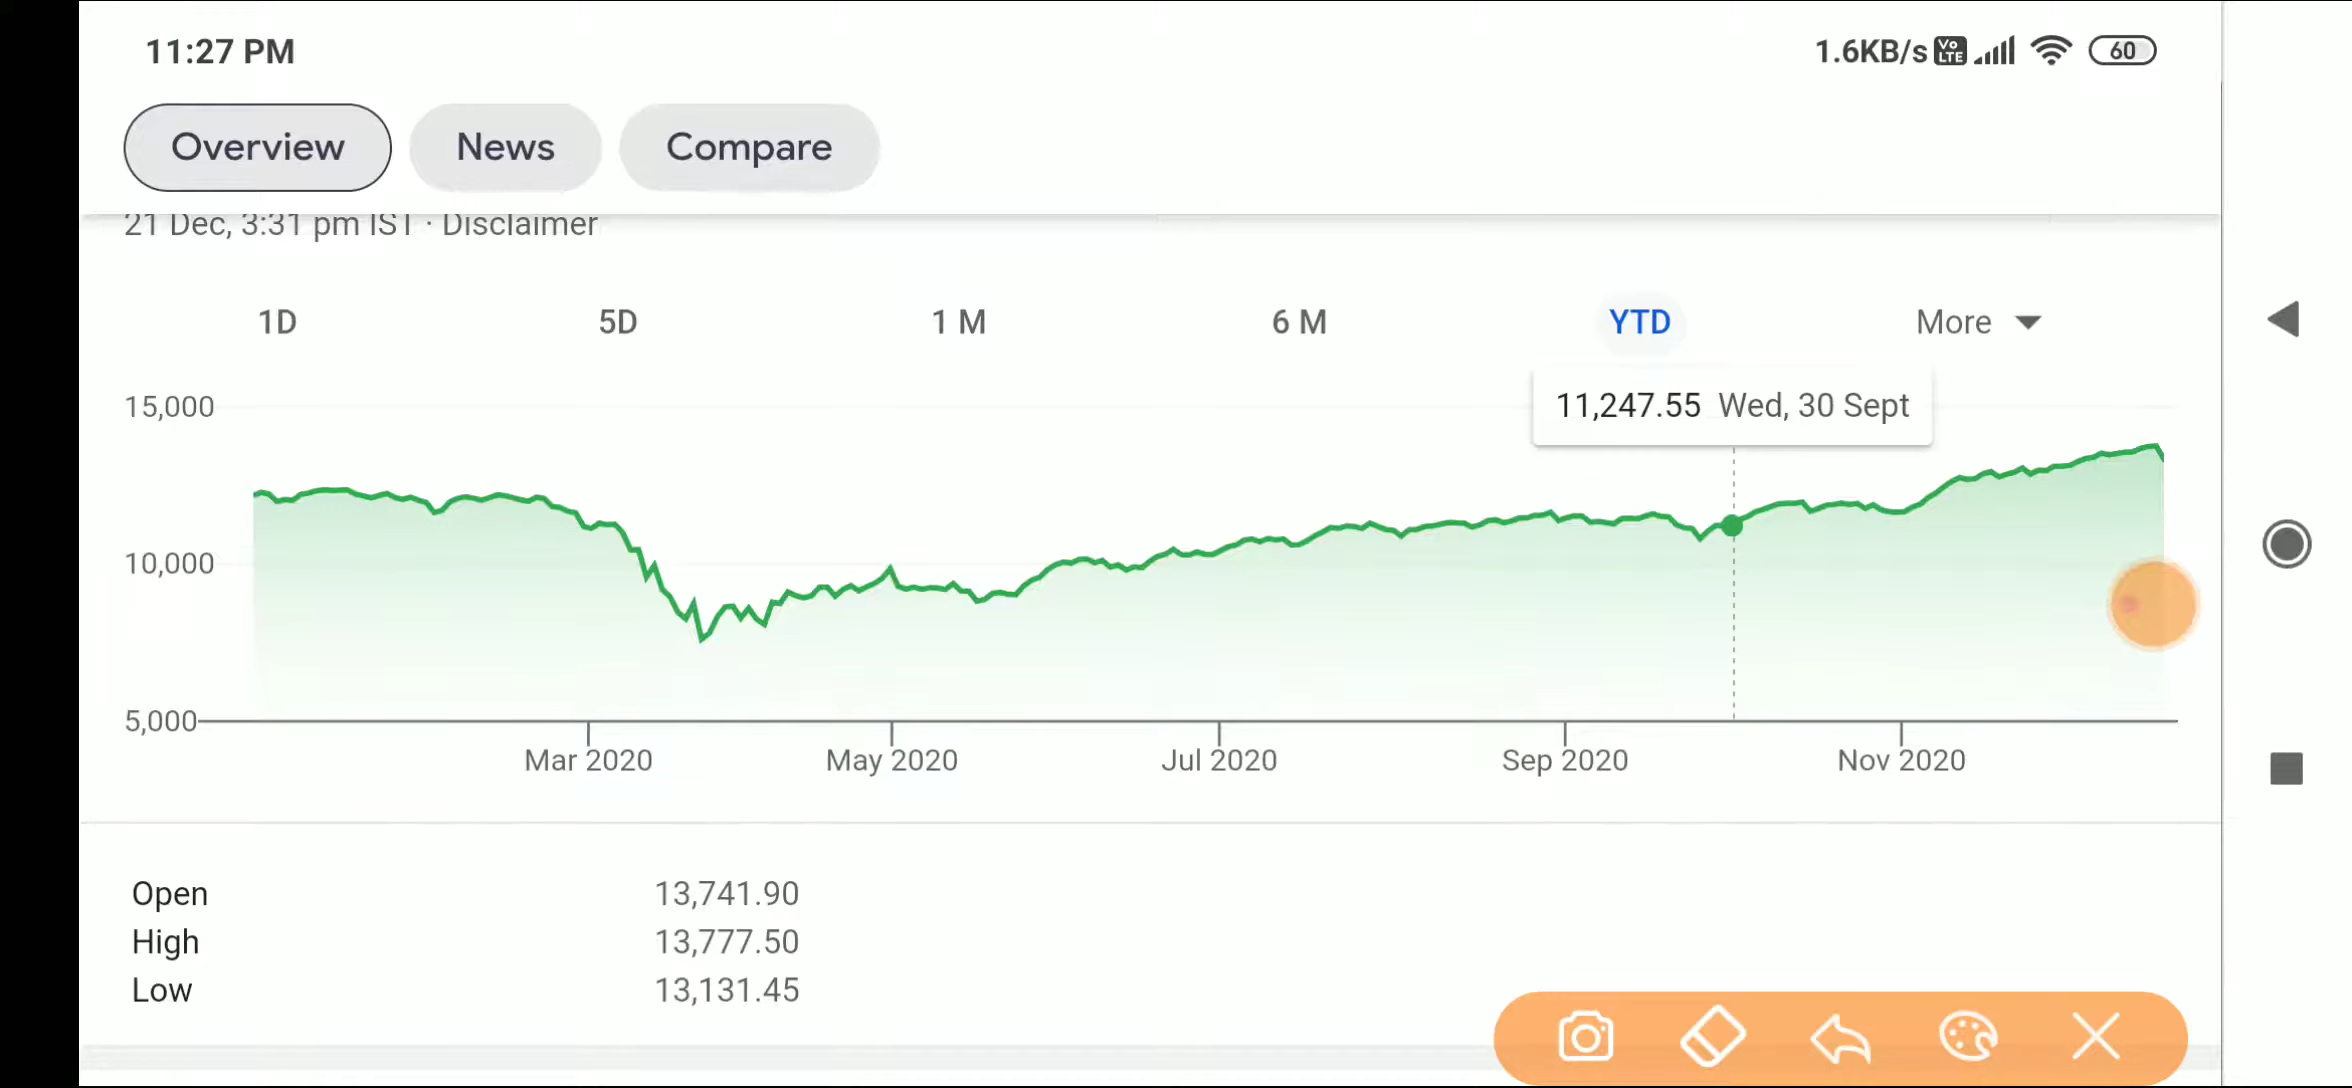 11:27 PM
1.6KB/s Vo LTE 60
Overview News Compare
21 Dec, 3:31 pm IST · Disclaimer
1D 5D 1 M 6 M YTD More
11,247.55 Wed, 30 Sept
15,000
10,000
5,000
Mar 2020 May 2020 Jul 2020 Sep 2020 Nov 2020
Open 13,741.90
High 13,777.50
Low 13,131.45